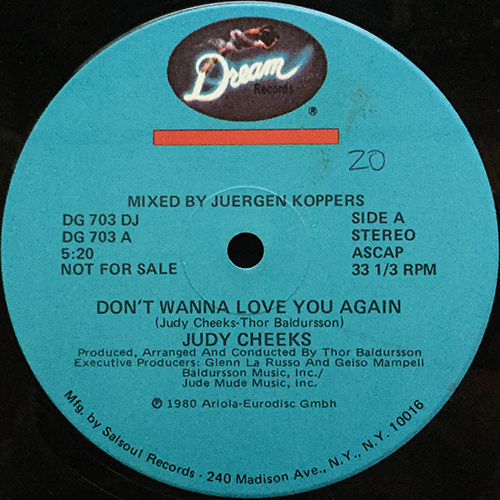 Dream
Records
®
20
MIXED BY JUERGEN KOPPERS
DG 703 DJ
DG 703 A
5:20
NOT FOR SALE
SIDE A
STEREO
ASCAP
33 1/3 RPM
DON'T WANNA LOVE YOU AGAIN
(Judy Cheeks-Thor Baldursson)
JUDY CHEEKS
Produced, Arranged And Conducted By Thor Baldursson
Executive Producers: Glenn La Russo And Geiso Mampell
Baldursson Music, Inc./
Jude Mude Music, Inc.
℗ 1980 Ariola-Eurodisc Gmbh
Mfg. by Salsoul Records · 240 Madison Ave., N.Y., N.Y. 10016